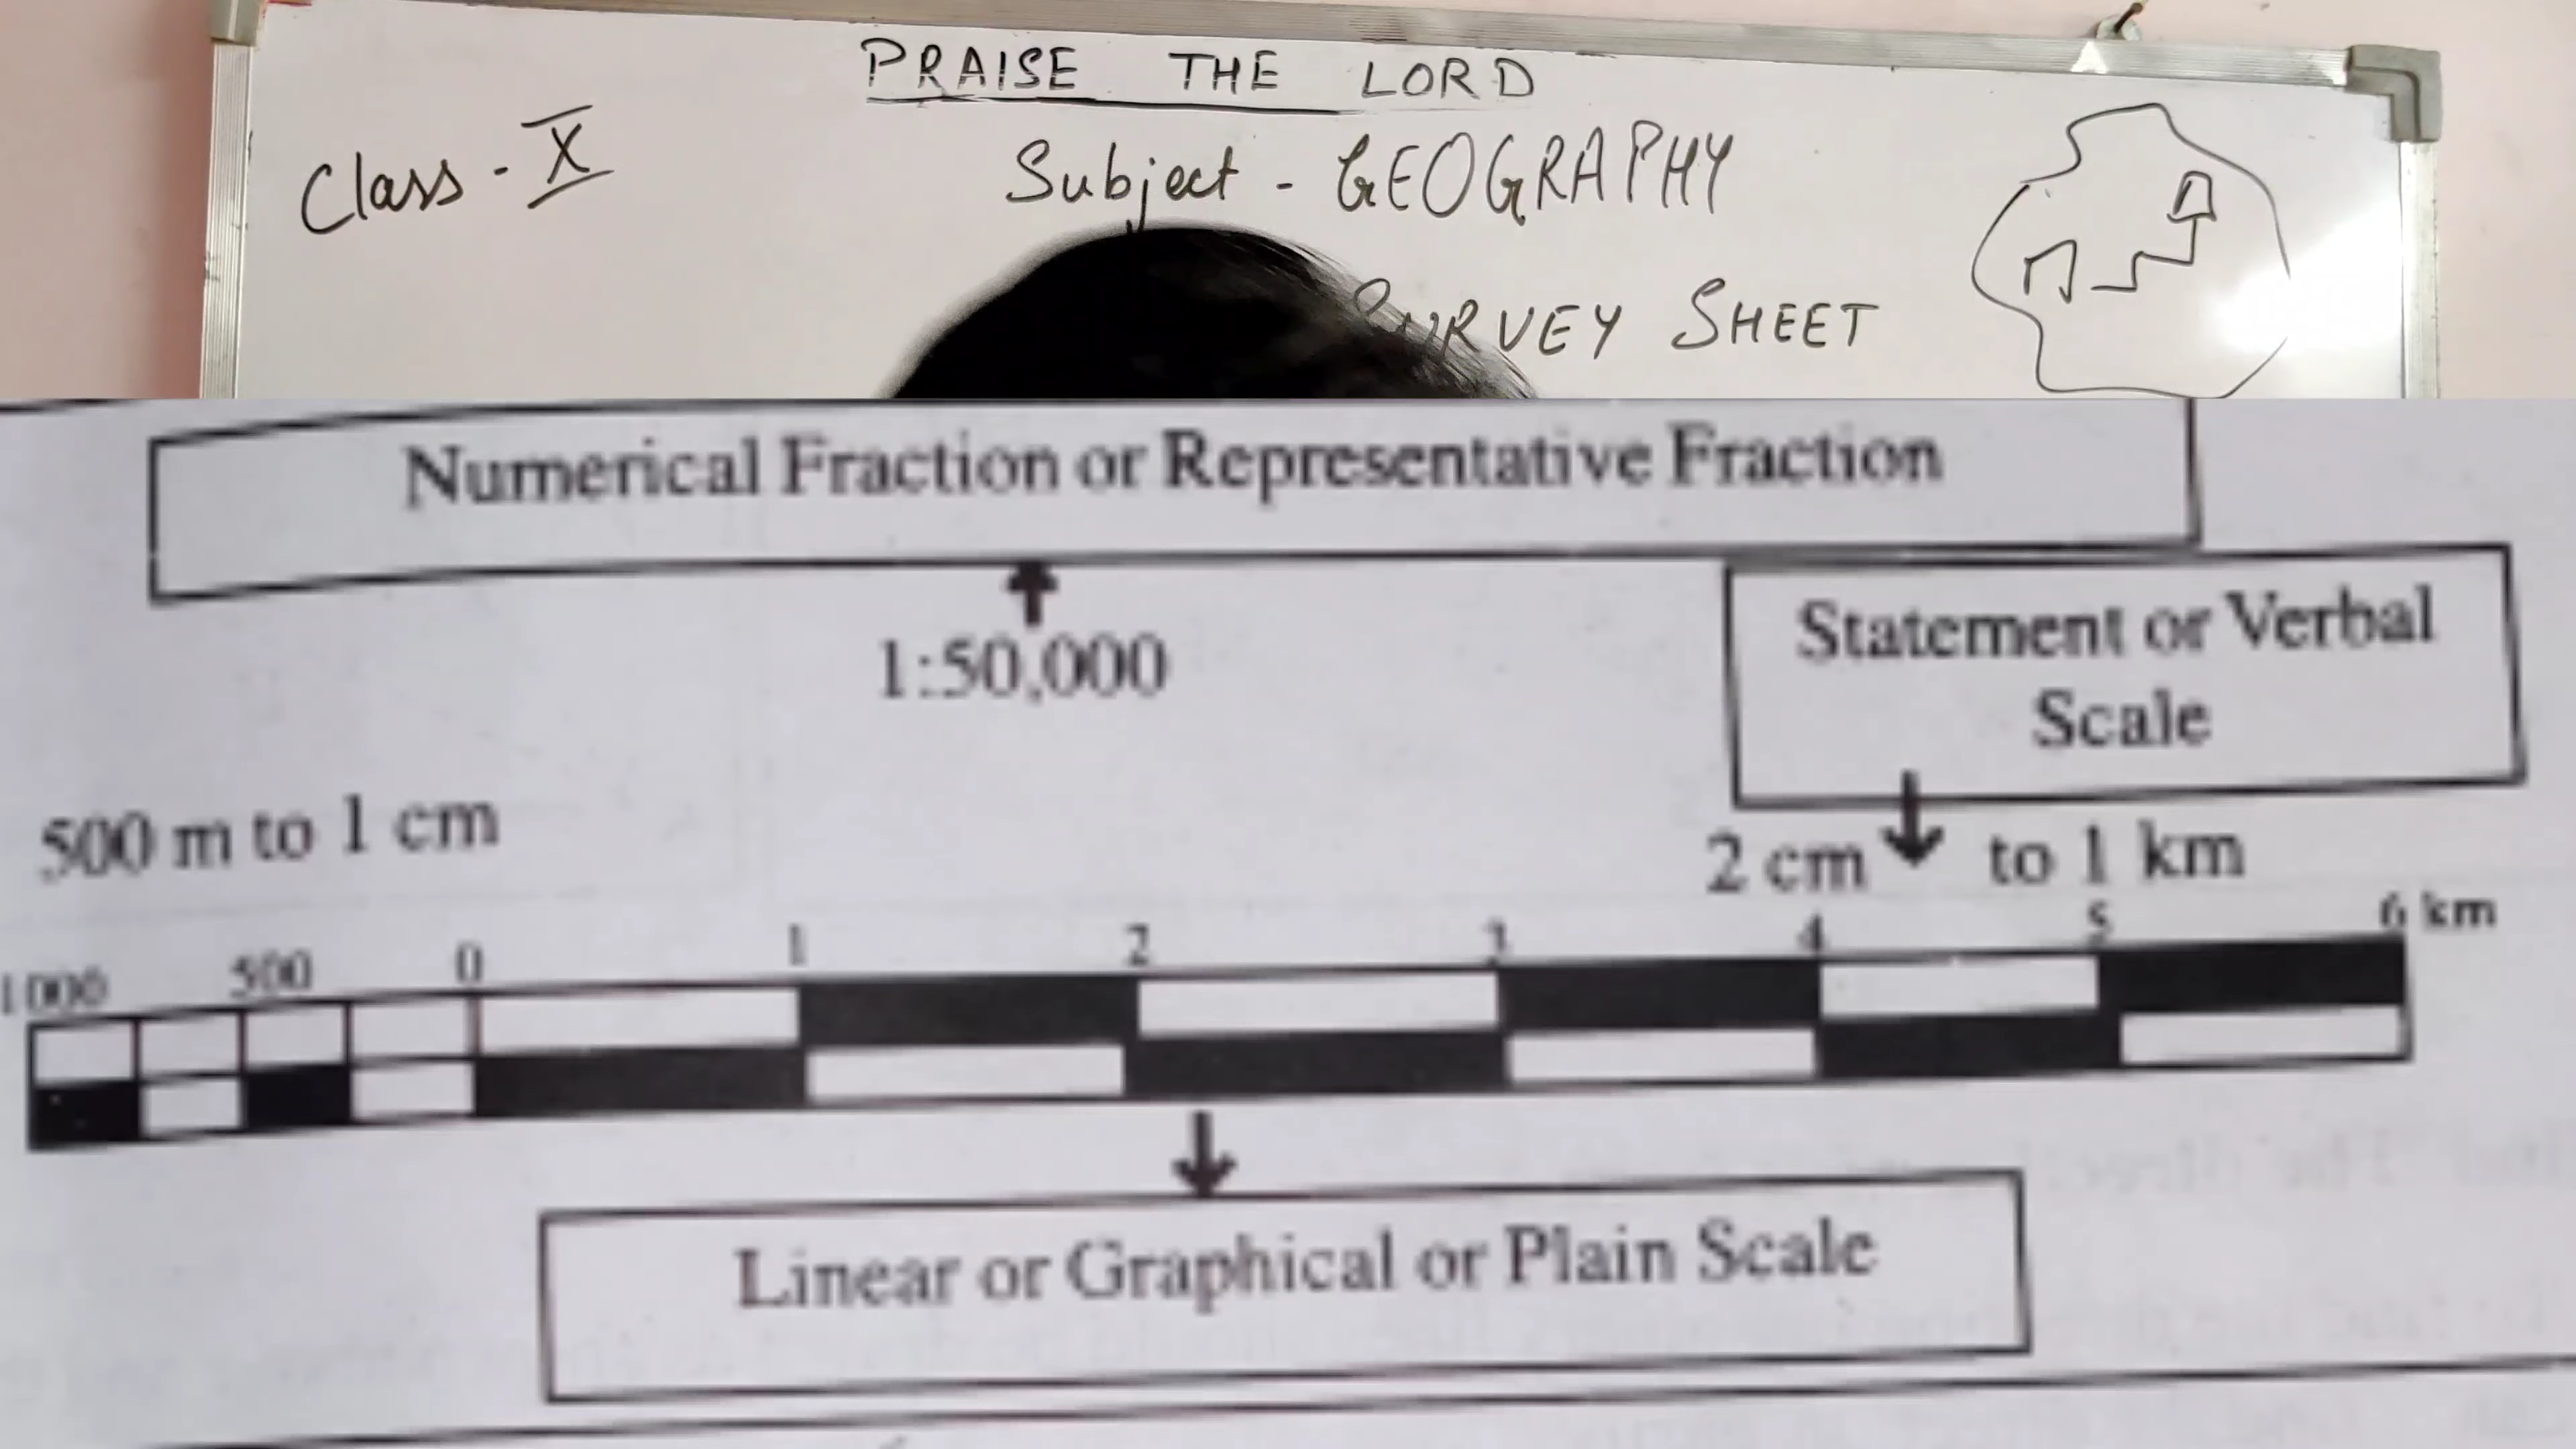 PRAISE THE LORD
Class - X
Subject - GEOGRAPHY
SURVEY SHEET
Numerical Fraction or Representative Fraction
1:50,000
Statement or Verbal
Scale
500 m to 1 cm
2 cm to 1 km
1000 500 0 1 2 3 4 5 6 km
Linear or Graphical or Plain Scale